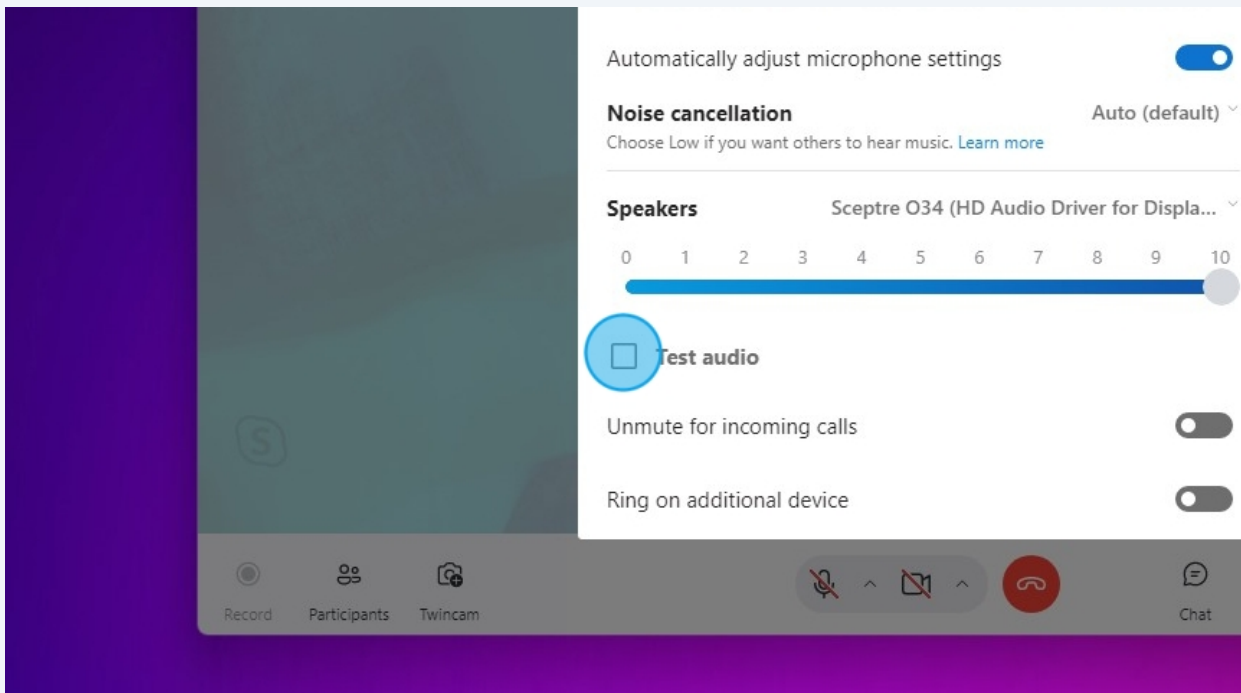 Automatically adjust microphone settings
Noise cancellation Auto (default)
Choose Low if you want others to hear music. Learn more
Speakers Sceptre O34 (HD Audio Driver for Displa...
0 1 2 3 4 5 6 7 8 9 10
Test audio
Unmute for incoming calls
S
Ring on additional device
Record Participants Twincam Chat